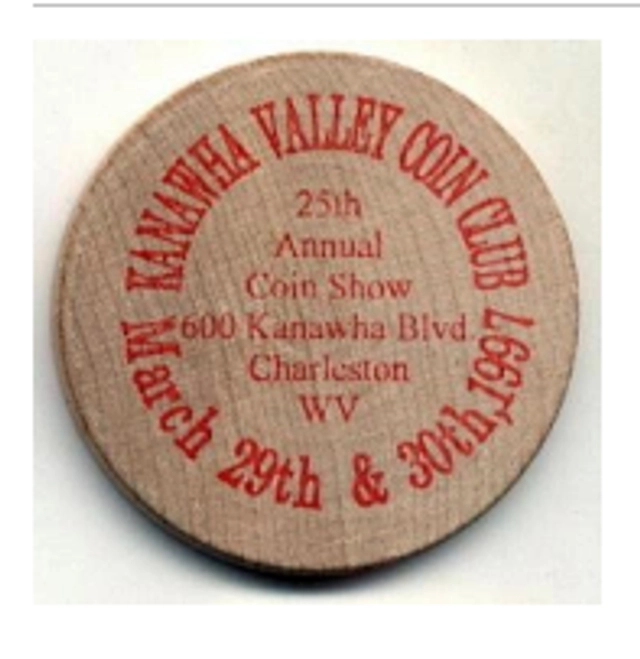 KANAWHA VALLEY COIN CLUB
25th
Annual
Coin Show
600 Kanawha Blvd.
Charleston
WV
March 29th & 30th,1997